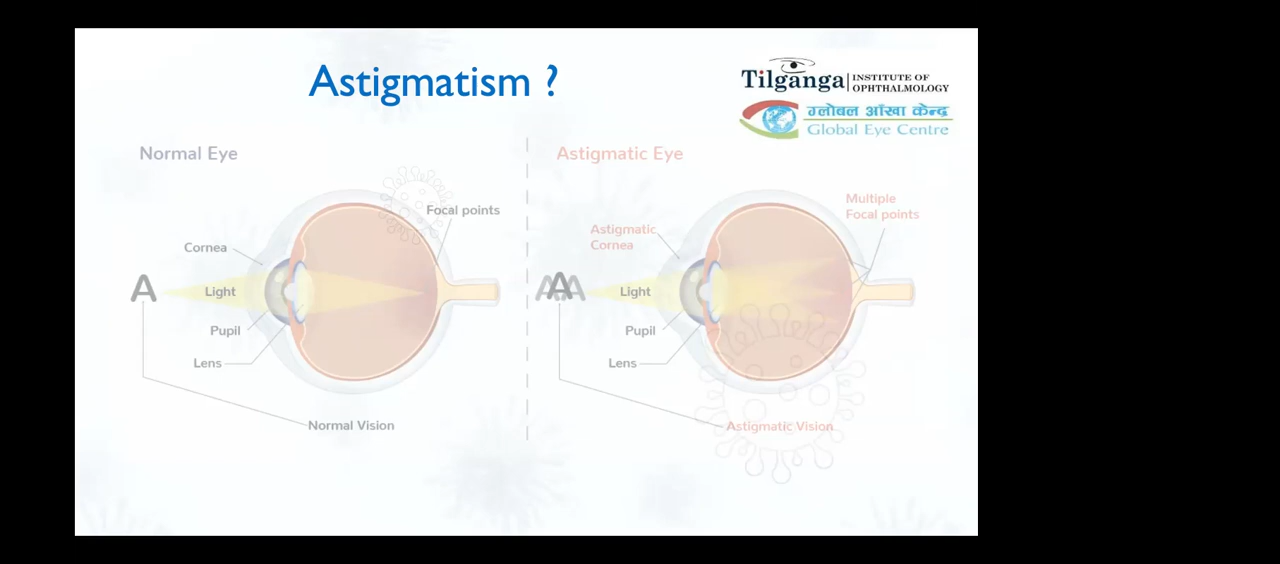 Astigmatism ?
Tilganga
INSTITUTE OF
OPHTHALMOLOGY
ग्लोबल आँखा केन्द्र
Global Eye Centre
Normal Eye
Focal points
Cornea
A
Light
Pupil
Lens
Normal Vision
Astigmatic Eye
Multiple
Focal points
Astigmatic
Cornea
AAA
Light
Pupil
Lens
Astigmatic Vision